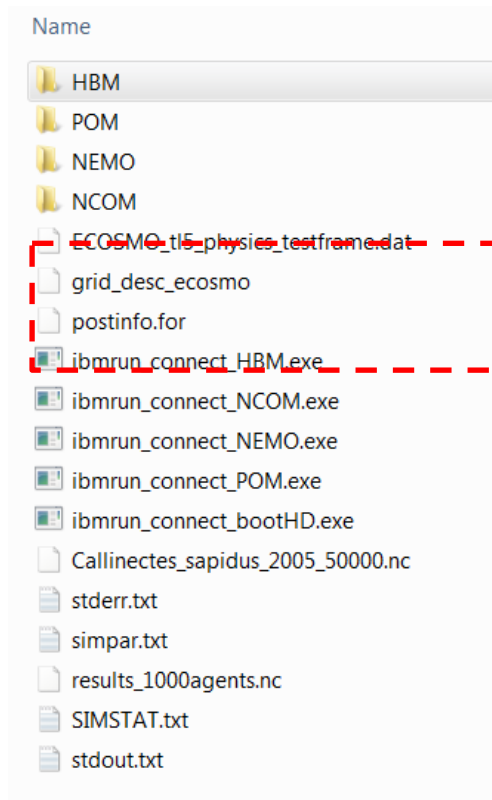 Name
HBM
POM
NEMO
NCOM
ECOSMO_tl5_physics_testframe.dat
grid_desc_ecosmo
postinfo.for
ibmrun_connect_HBM.exe
ibmrun_connect_NCOM.exe
ibmrun_connect_NEMO.exe
ibmrun_connect_POM.exe
ibmrun_connect_bootHD.exe
Callinectes_sapidus_2005_50000.nc
stderr.txt
simpar.txt
results_1000agents.nc
SIMSTAT.txt
stdout.txt